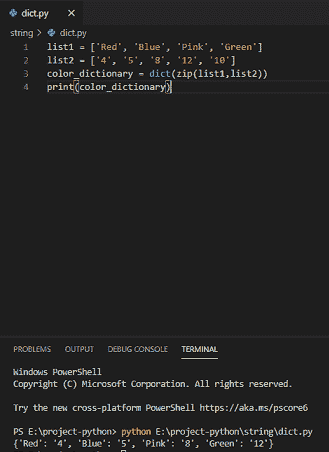 dict.py
string > dict.py
1 list1 = ['Red', 'Blue', 'Pink', 'Green']
2 list2 = ['4', '5', '8', '12', '10']
3 color_dictionary = dict(zip(list1,list2))
4 print(color_dictionary)
PROBLEMS OUTPUT DEBUG CONSOLE TERMINAL
Windows PowerShell
Copyright (C) Microsoft Corporation. All rights reserved.
Try the new cross-platform PowerShell https://aka.ms/pscore6
PS E:\project-python> python E:\project-python\string\dict.py
{'Red': '4', 'Blue': '5', 'Pink': '8', 'Green': '12'}